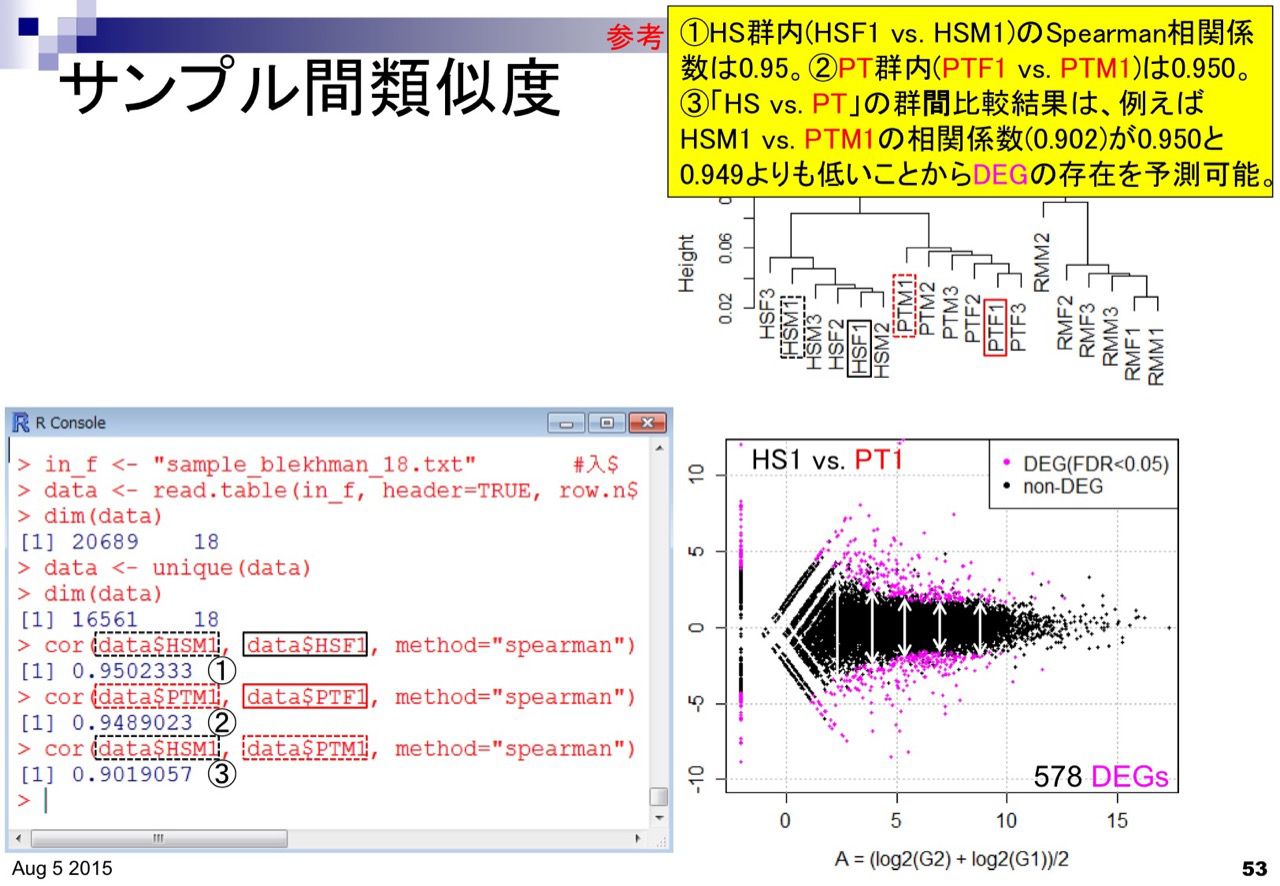 参考
サンプル間類似度
①HS群内(HSF1 vs. HSM1)のSpearman相関係
数は0.95。②PT群内(PTF1 vs. PTM1)は0.950。
③「HS vs. PT」の群間比較結果は、例えば
HSM1 vs. PTM1の相関係数(0.902)が0.950と
0.949よりも低いことからDEGの存在を予測可能。
Height
0.06
0.02
HSF3
HSM1
HSM3
HSF2
HSF1
HSM2
PTM1
PTM2
PTM3
PTF2
PTF1
PTF3
RMM2
RMF2
RMF3
RMM3
RMF1
RMM1
R Console
> in_f <- "sample_blekhman_18.txt" #入$
> data <- read.table(in_f, header=TRUE, row.n$
> dim(data)
[1] 20689 18
> data <- unique(data)
> dim(data)
[1] 16561 18
> cor(data$HSM1, data$HSF1, method="spearman")
[1] 0.9502333 ①
> cor(data$PTM1, data$PTF1, method="spearman")
[1] 0.9489023 ②
> cor(data$HSM1, data$PTM1, method="spearman")
[1] 0.9019057 ③
>
HS1 vs. PT1
DEG(FDR<0.05)
non-DEG
10
5
0
-5
-10
578 DEGs
0 5 10 15
A = (log2(G2) + log2(G1))/2
Aug 5 2015
53